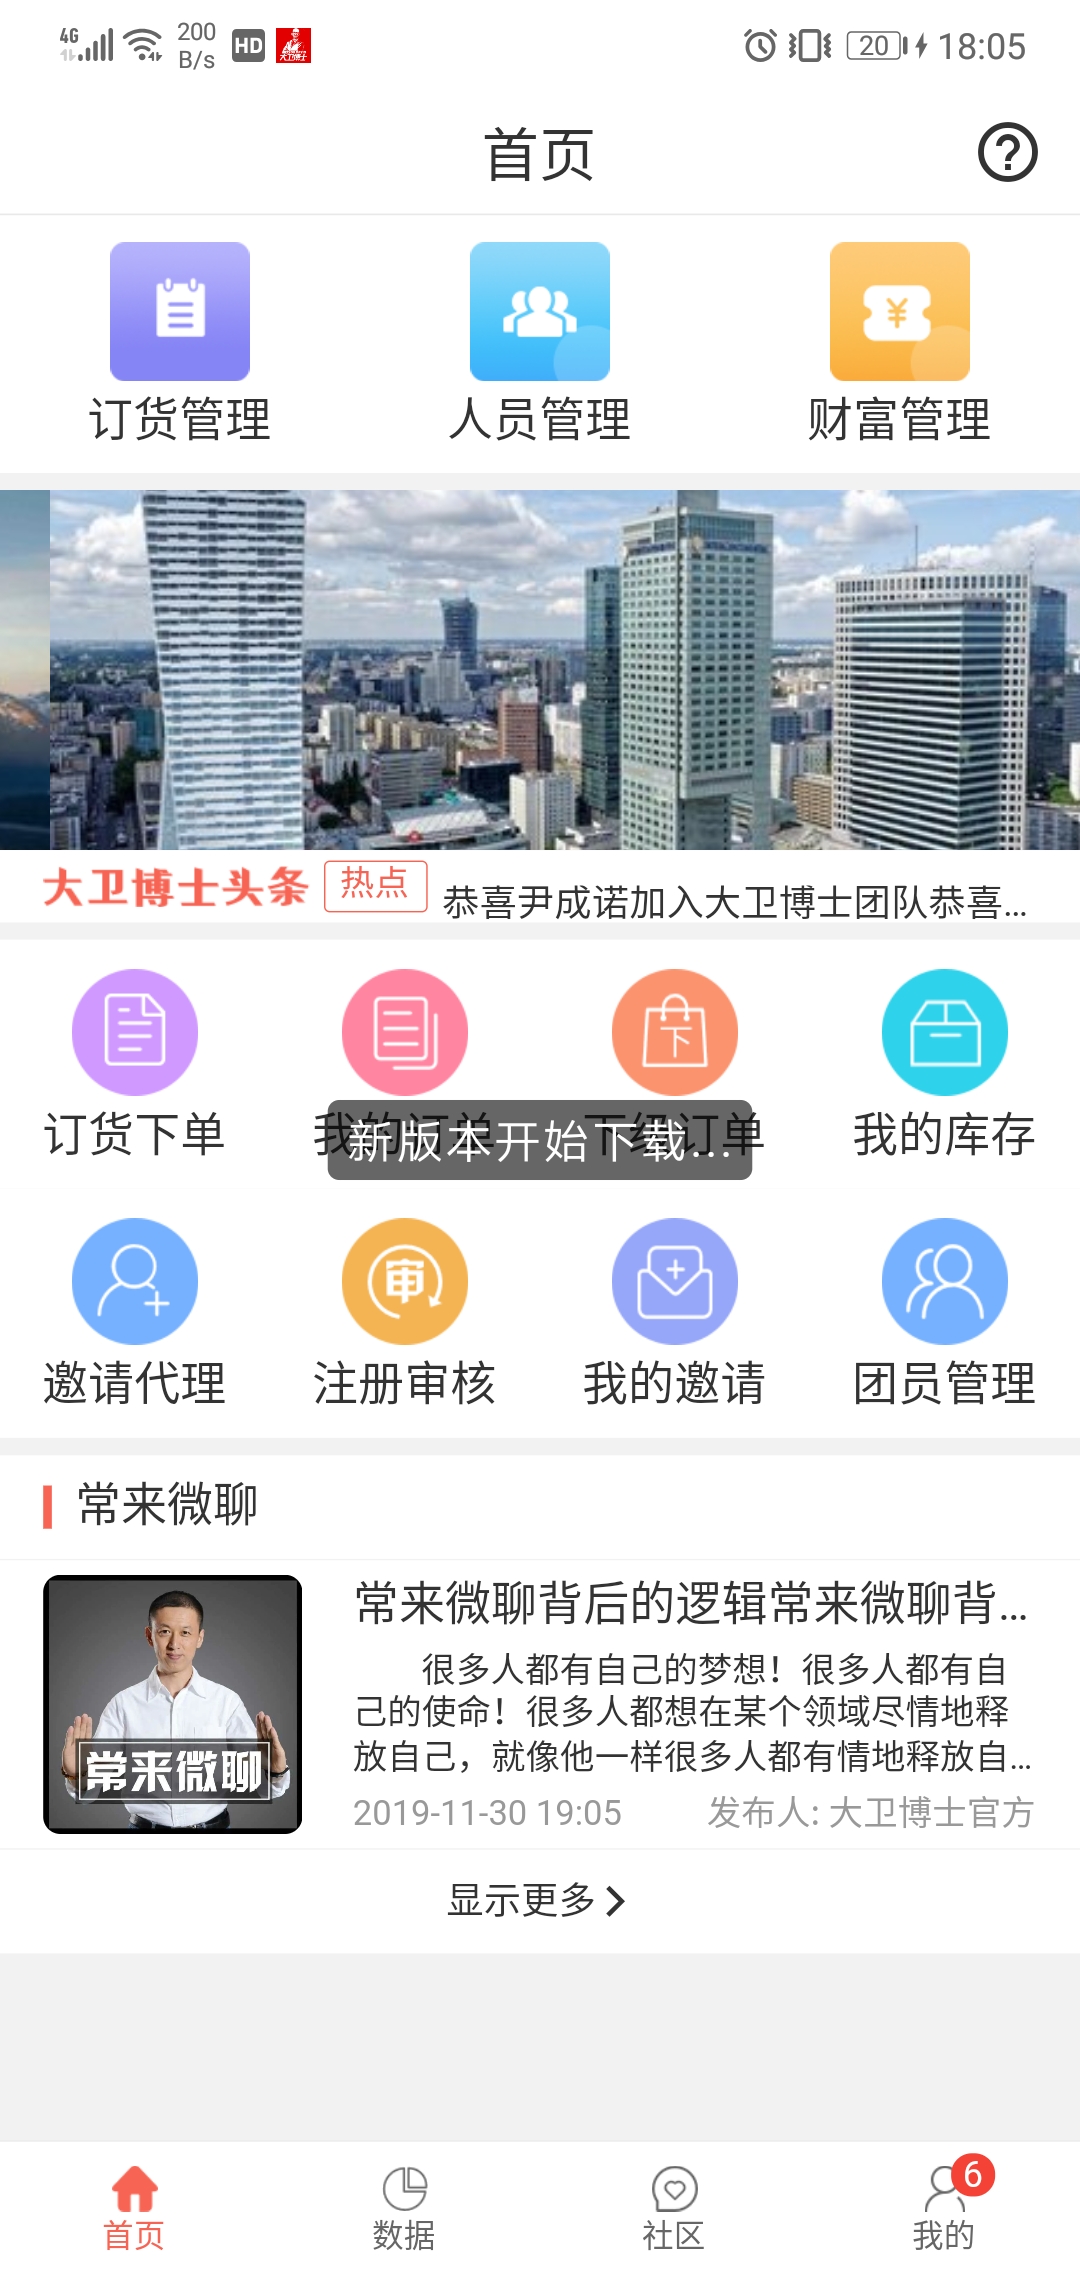 4G 200 B/s HD 20 18:05
首页
订货管理 人员管理 财富管理
大卫博士头条 热点 恭喜尹成诺加入大卫博士团队恭喜...
订货下单 我的订单 下级订单 我的库存
新版本开始下载...
邀请代理 注册审核 我的邀请 团员管理
常来微聊
常来微聊背后的逻辑常来微聊背...
很多人都有自己的梦想！很多人都有自
己的使命！很多人都想在某个领域尽情地释
放自己，就像他一样很多人都有情地释放自...
常来微聊
2019-11-30 19:05 发布人: 大卫博士官方
显示更多
6
首页 数据 社区 我的